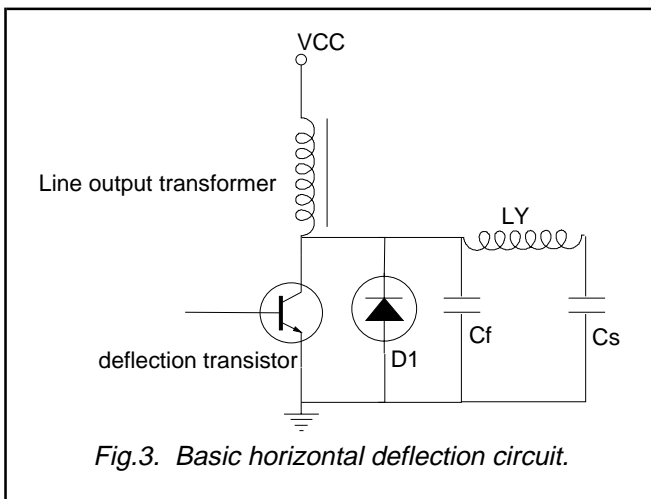 VCC
Line output transformer
LY
Cf
Cs
D1
deflection transistor
Fig.3. Basic horizontal deflection circuit.